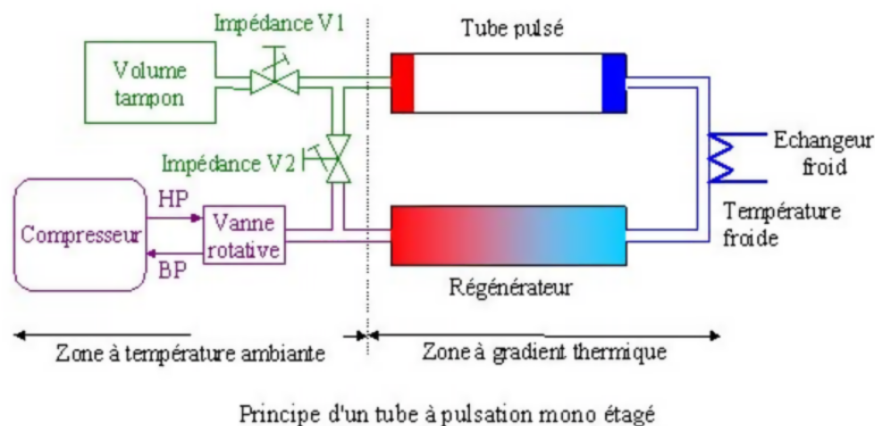 Impédance V1
Tube pulsé
Volume
tampon
Impédance V2
Echangeur
froid
HP
Compresseur
Vanne
rotative
BP
Température
froide
Régénérateur
Zone à température ambiante
Zone à gradient thermique
Principe d'un tube à pulsation mono étagé